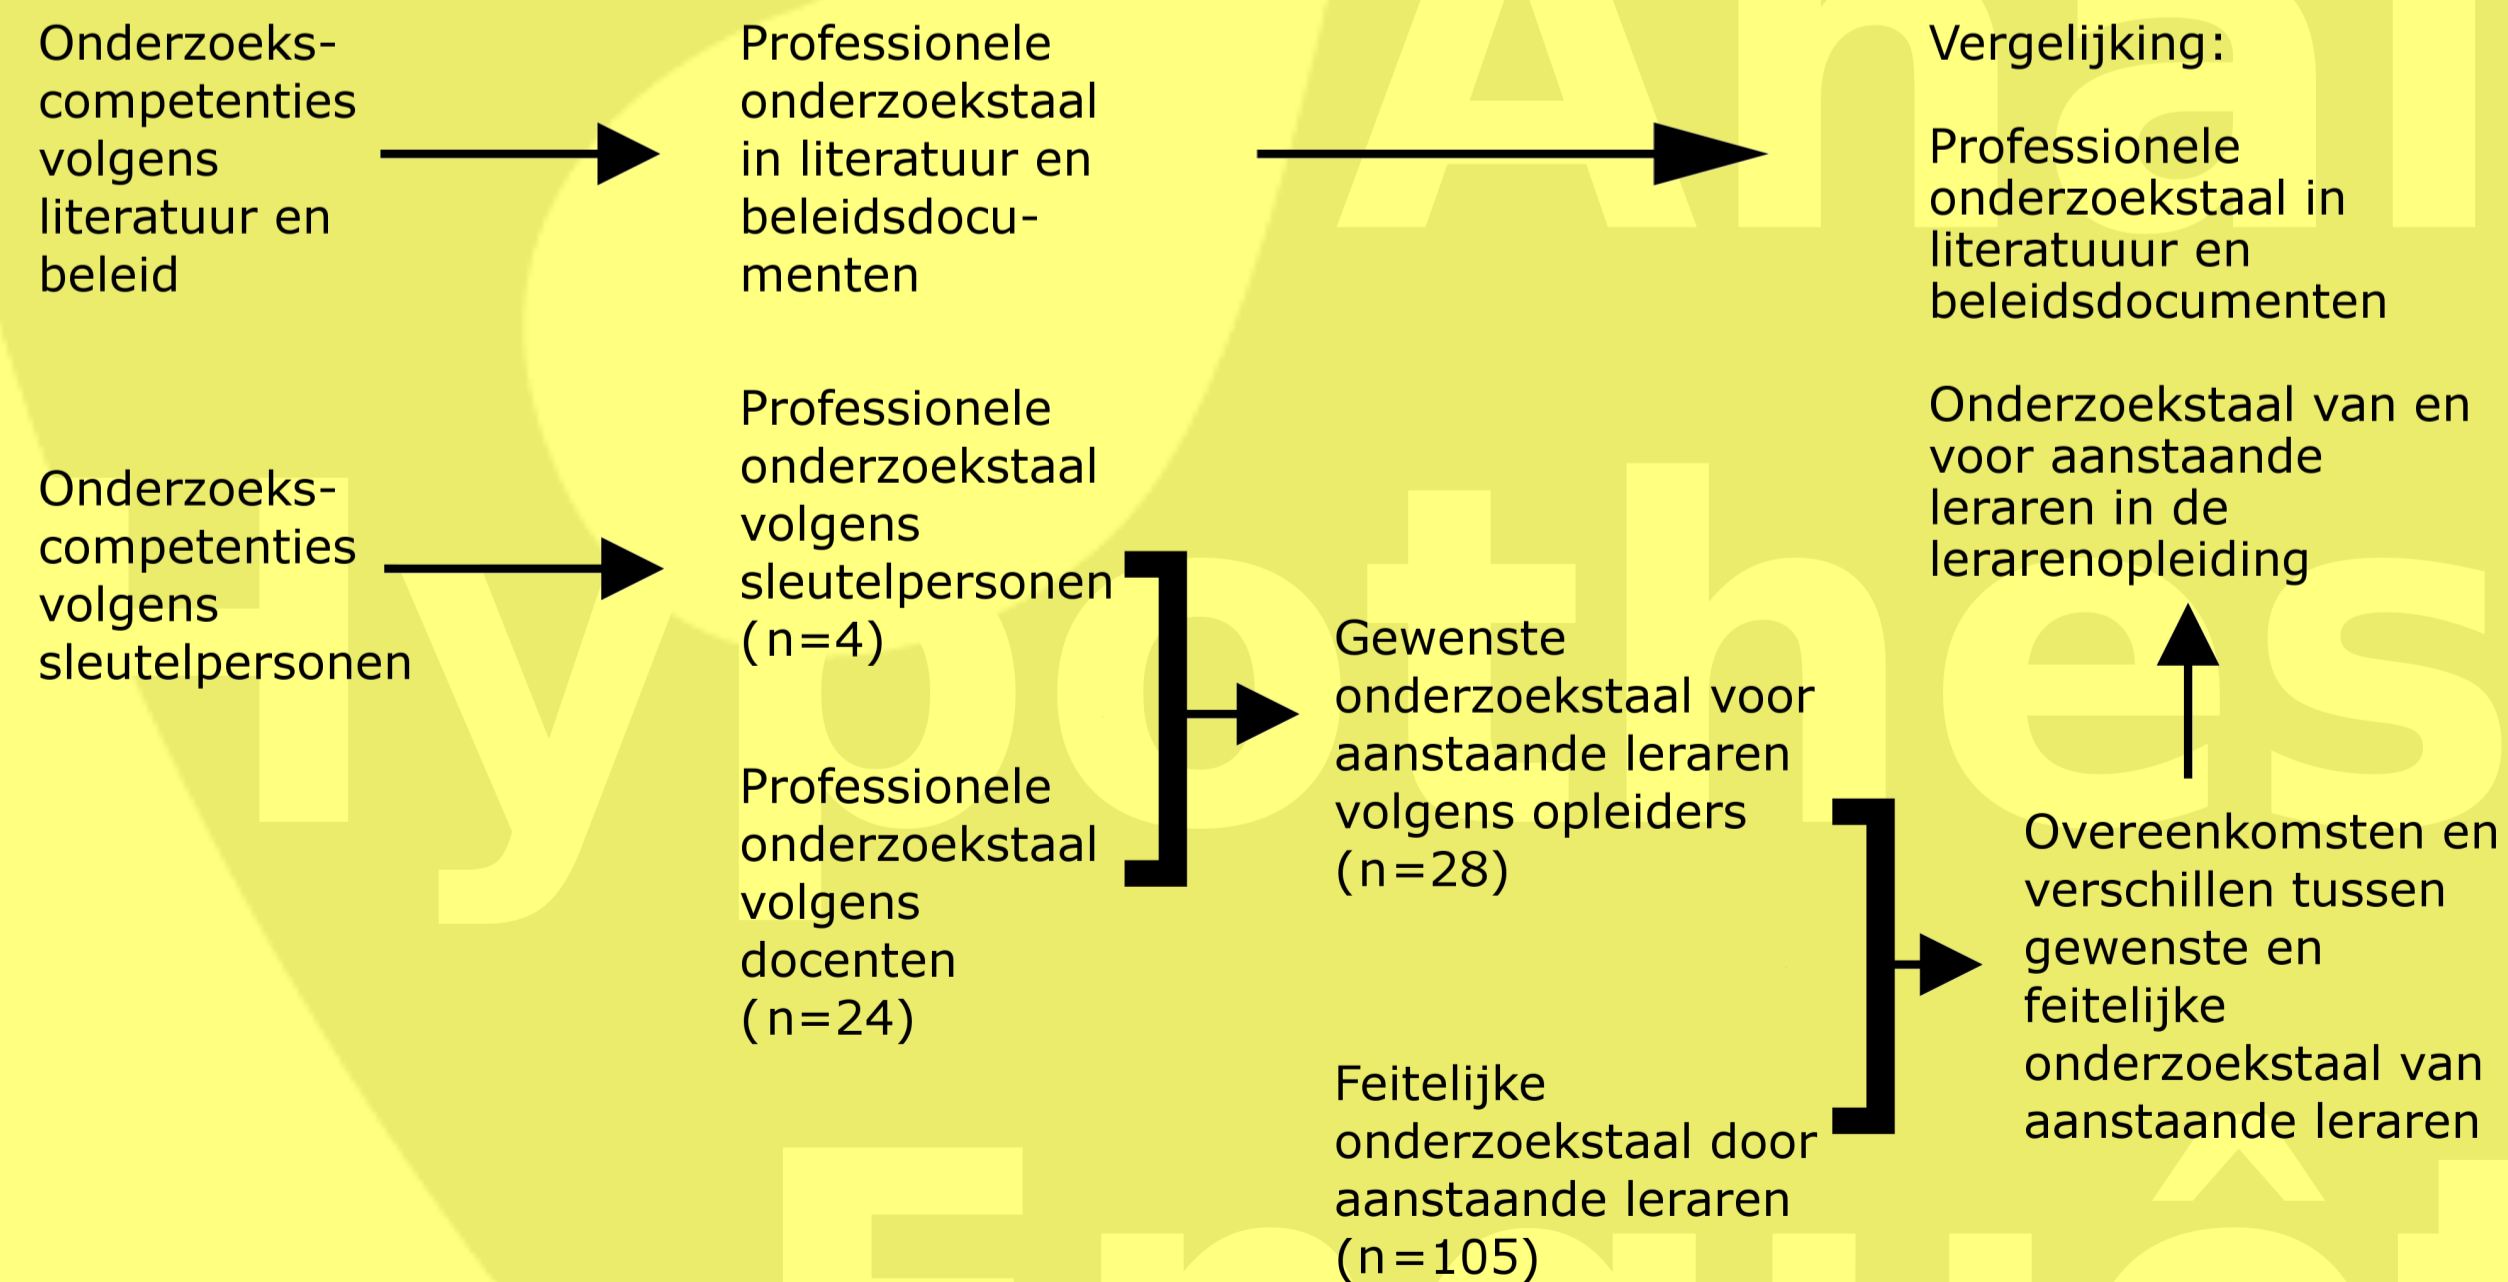 Onderzoeks-
competenties
volgens
literatuur en
beleid
Professionele
onderzoekstaal
in literatuur en
beleidsdocu-
menten
Vergelijking:
Professionele
onderzoekstaal in
literatuuur en
beleidsdocumenten
Onderzoekstaal van en
voor aanstaande
leraren in de
lerarenopleiding
Onderzoeks-
competenties
volgens
sleutelpersonen
Professionele
onderzoekstaal
volgens
sleutelpersonen
(n=4)
Professionele
onderzoekstaal
volgens
docenten
(n=24)
Gewenste
onderzoekstaal voor
aanstaande leraren
volgens opleiders
(n=28)
Feitelijke
onderzoekstaal door
aanstaande leraren
(n=105)
Overeenkomsten en
verschillen tussen
gewenste en
feitelijke
onderzoekstaal van
aanstaande leraren